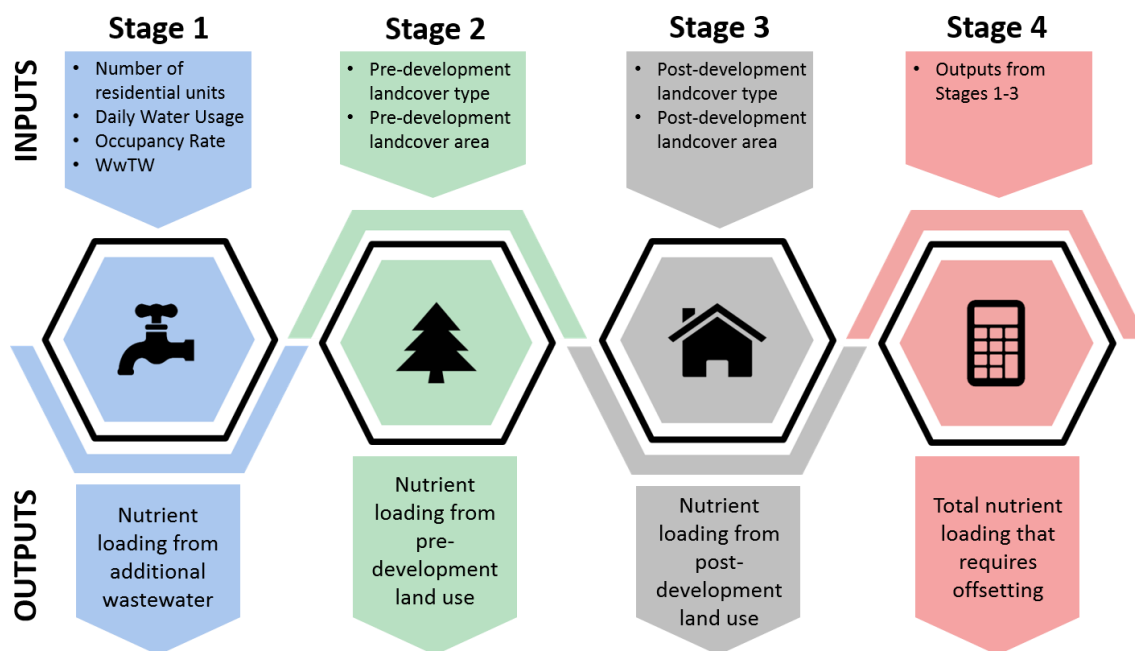 Stage 1
Stage 2
Stage 3
Stage 4
INPUTS
• Number of
residential units
• Daily Water Usage
• Occupancy Rate
• WwTW
• Pre-development
landcover type
• Pre-development
landcover area
• Post-development
landcover type
• Post-development
landcover area
• Outputs from
Stages 1-3
OUTPUTS
Nutrient
loading from
additional
wastewater
Nutrient
loading from
pre-
development
land use
Nutrient
loading from
post-
development
land use
Total nutrient
loading that
requires
offsetting